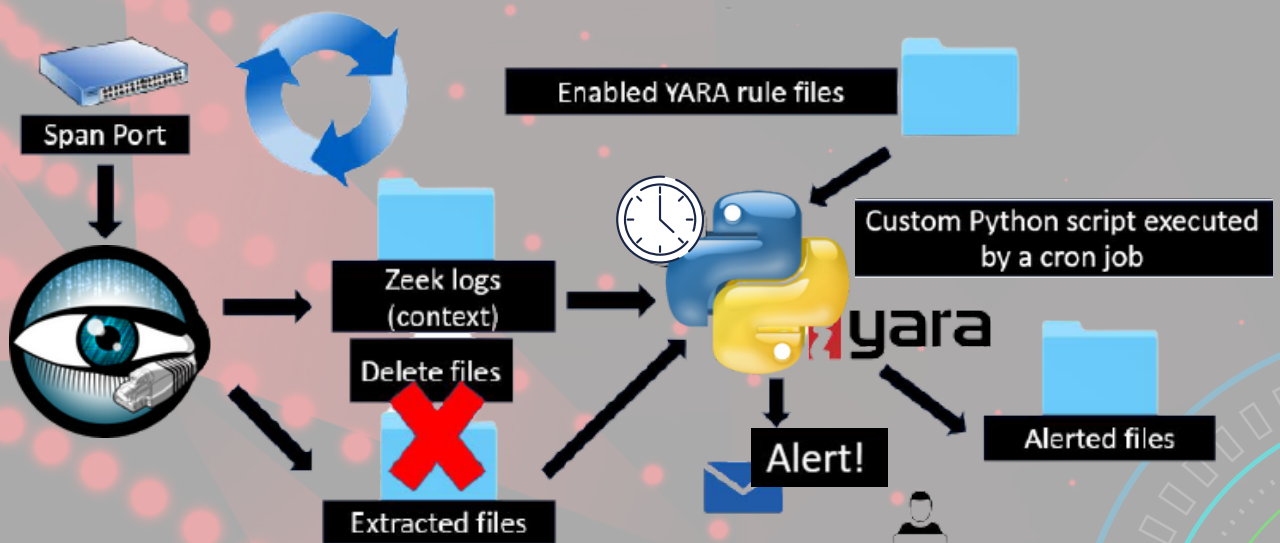 Span Port
Enabled YARA rule files
Custom Python script executed
by a cron job
Zeek logs
(context)
Delete files
yara
Alert!
Alerted files
Extracted files